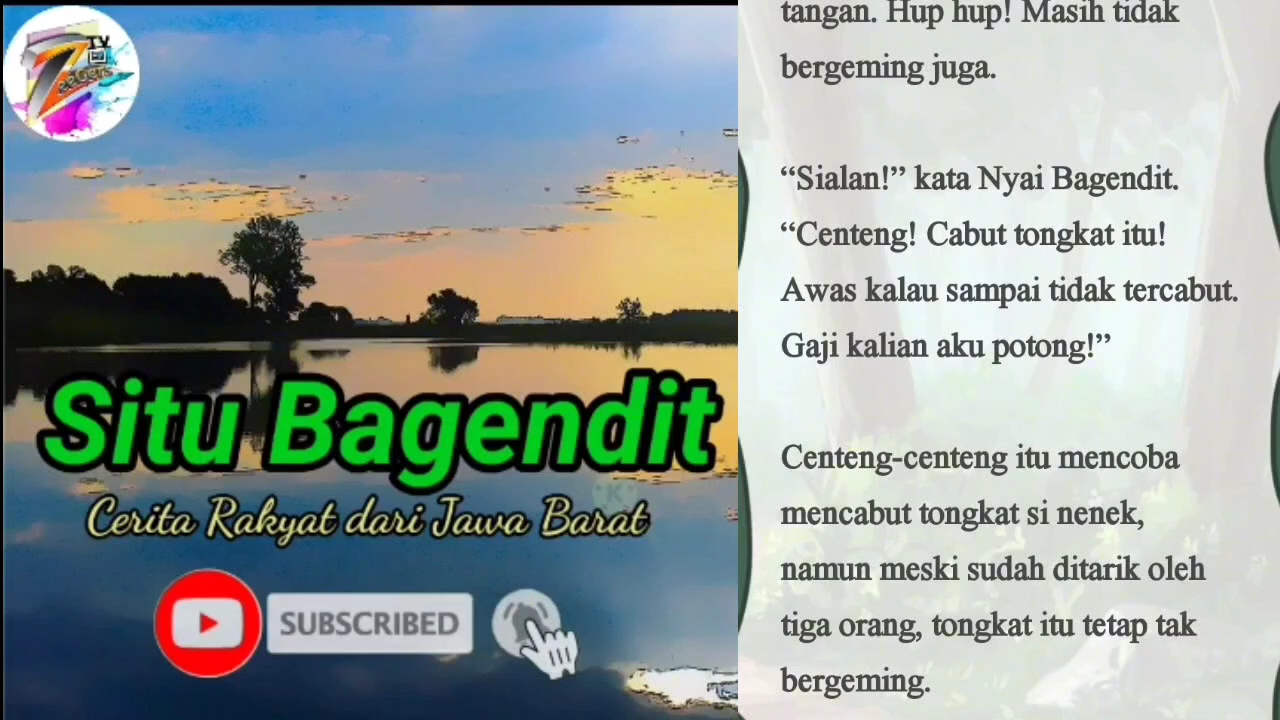 TV
Situ Bagendit
Cerita Rakyat dari Jawa Barat
SUBSCRIBED
tangan. Hup hup! Masih tidak
bergeming juga.
“Sialan!” kata Nyai Bagendit.
“Centeng! Cabut tongkat itu!
Awas kalau sampai tidak tercabut.
Gaji kalian aku potong!”
Centeng-centeng itu mencoba
mencabut tongkat si nenek,
namun meski sudah ditarik oleh
tiga orang, tongkat itu tetap tak
bergeming.